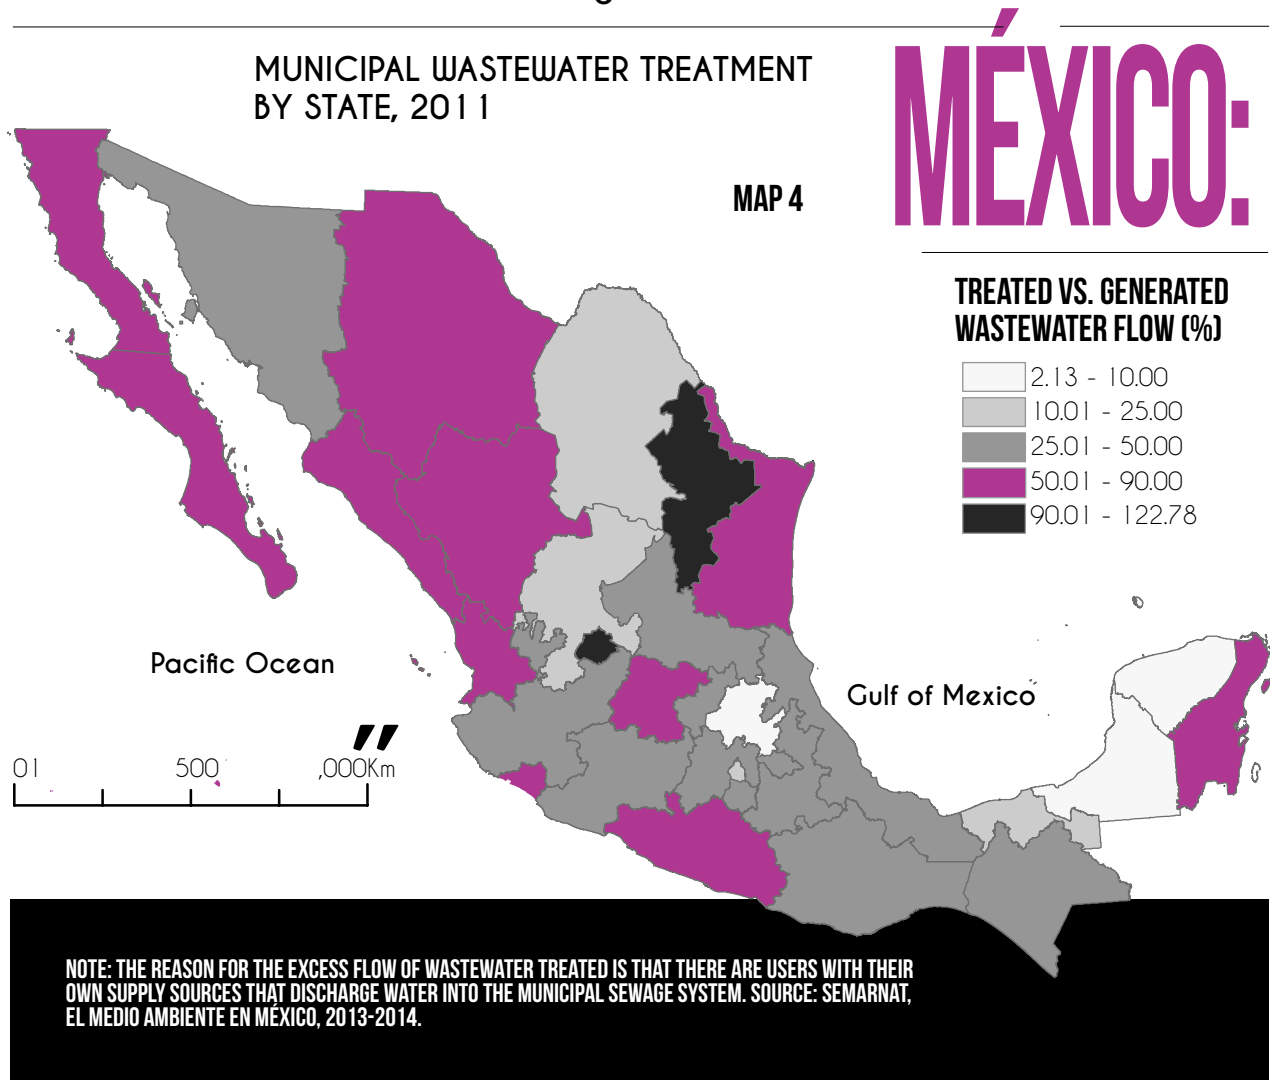 MUNICIPAL WASTEWATER TREATMENT
BY STATE, 2011
MÉXICO:
MAP 4
TREATED VS. GENERATED
WASTEWATER FLOW (%)
2.13 - 10.00
10.01 - 25.00
25.01 - 50.00
50.01 - 90.00
90.01 - 122.78
Pacific Ocean
Gulf of Mexico
01 500 ,000Km
NOTE: THE REASON FOR THE EXCESS FLOW OF WASTEWATER TREATED IS THAT THERE ARE USERS WITH THEIR
OWN SUPPLY SOURCES THAT DISCHARGE WATER INTO THE MUNICIPAL SEWAGE SYSTEM. SOURCE: SEMARNAT,
EL MEDIO AMBIENTE EN MÉXICO, 2013-2014.